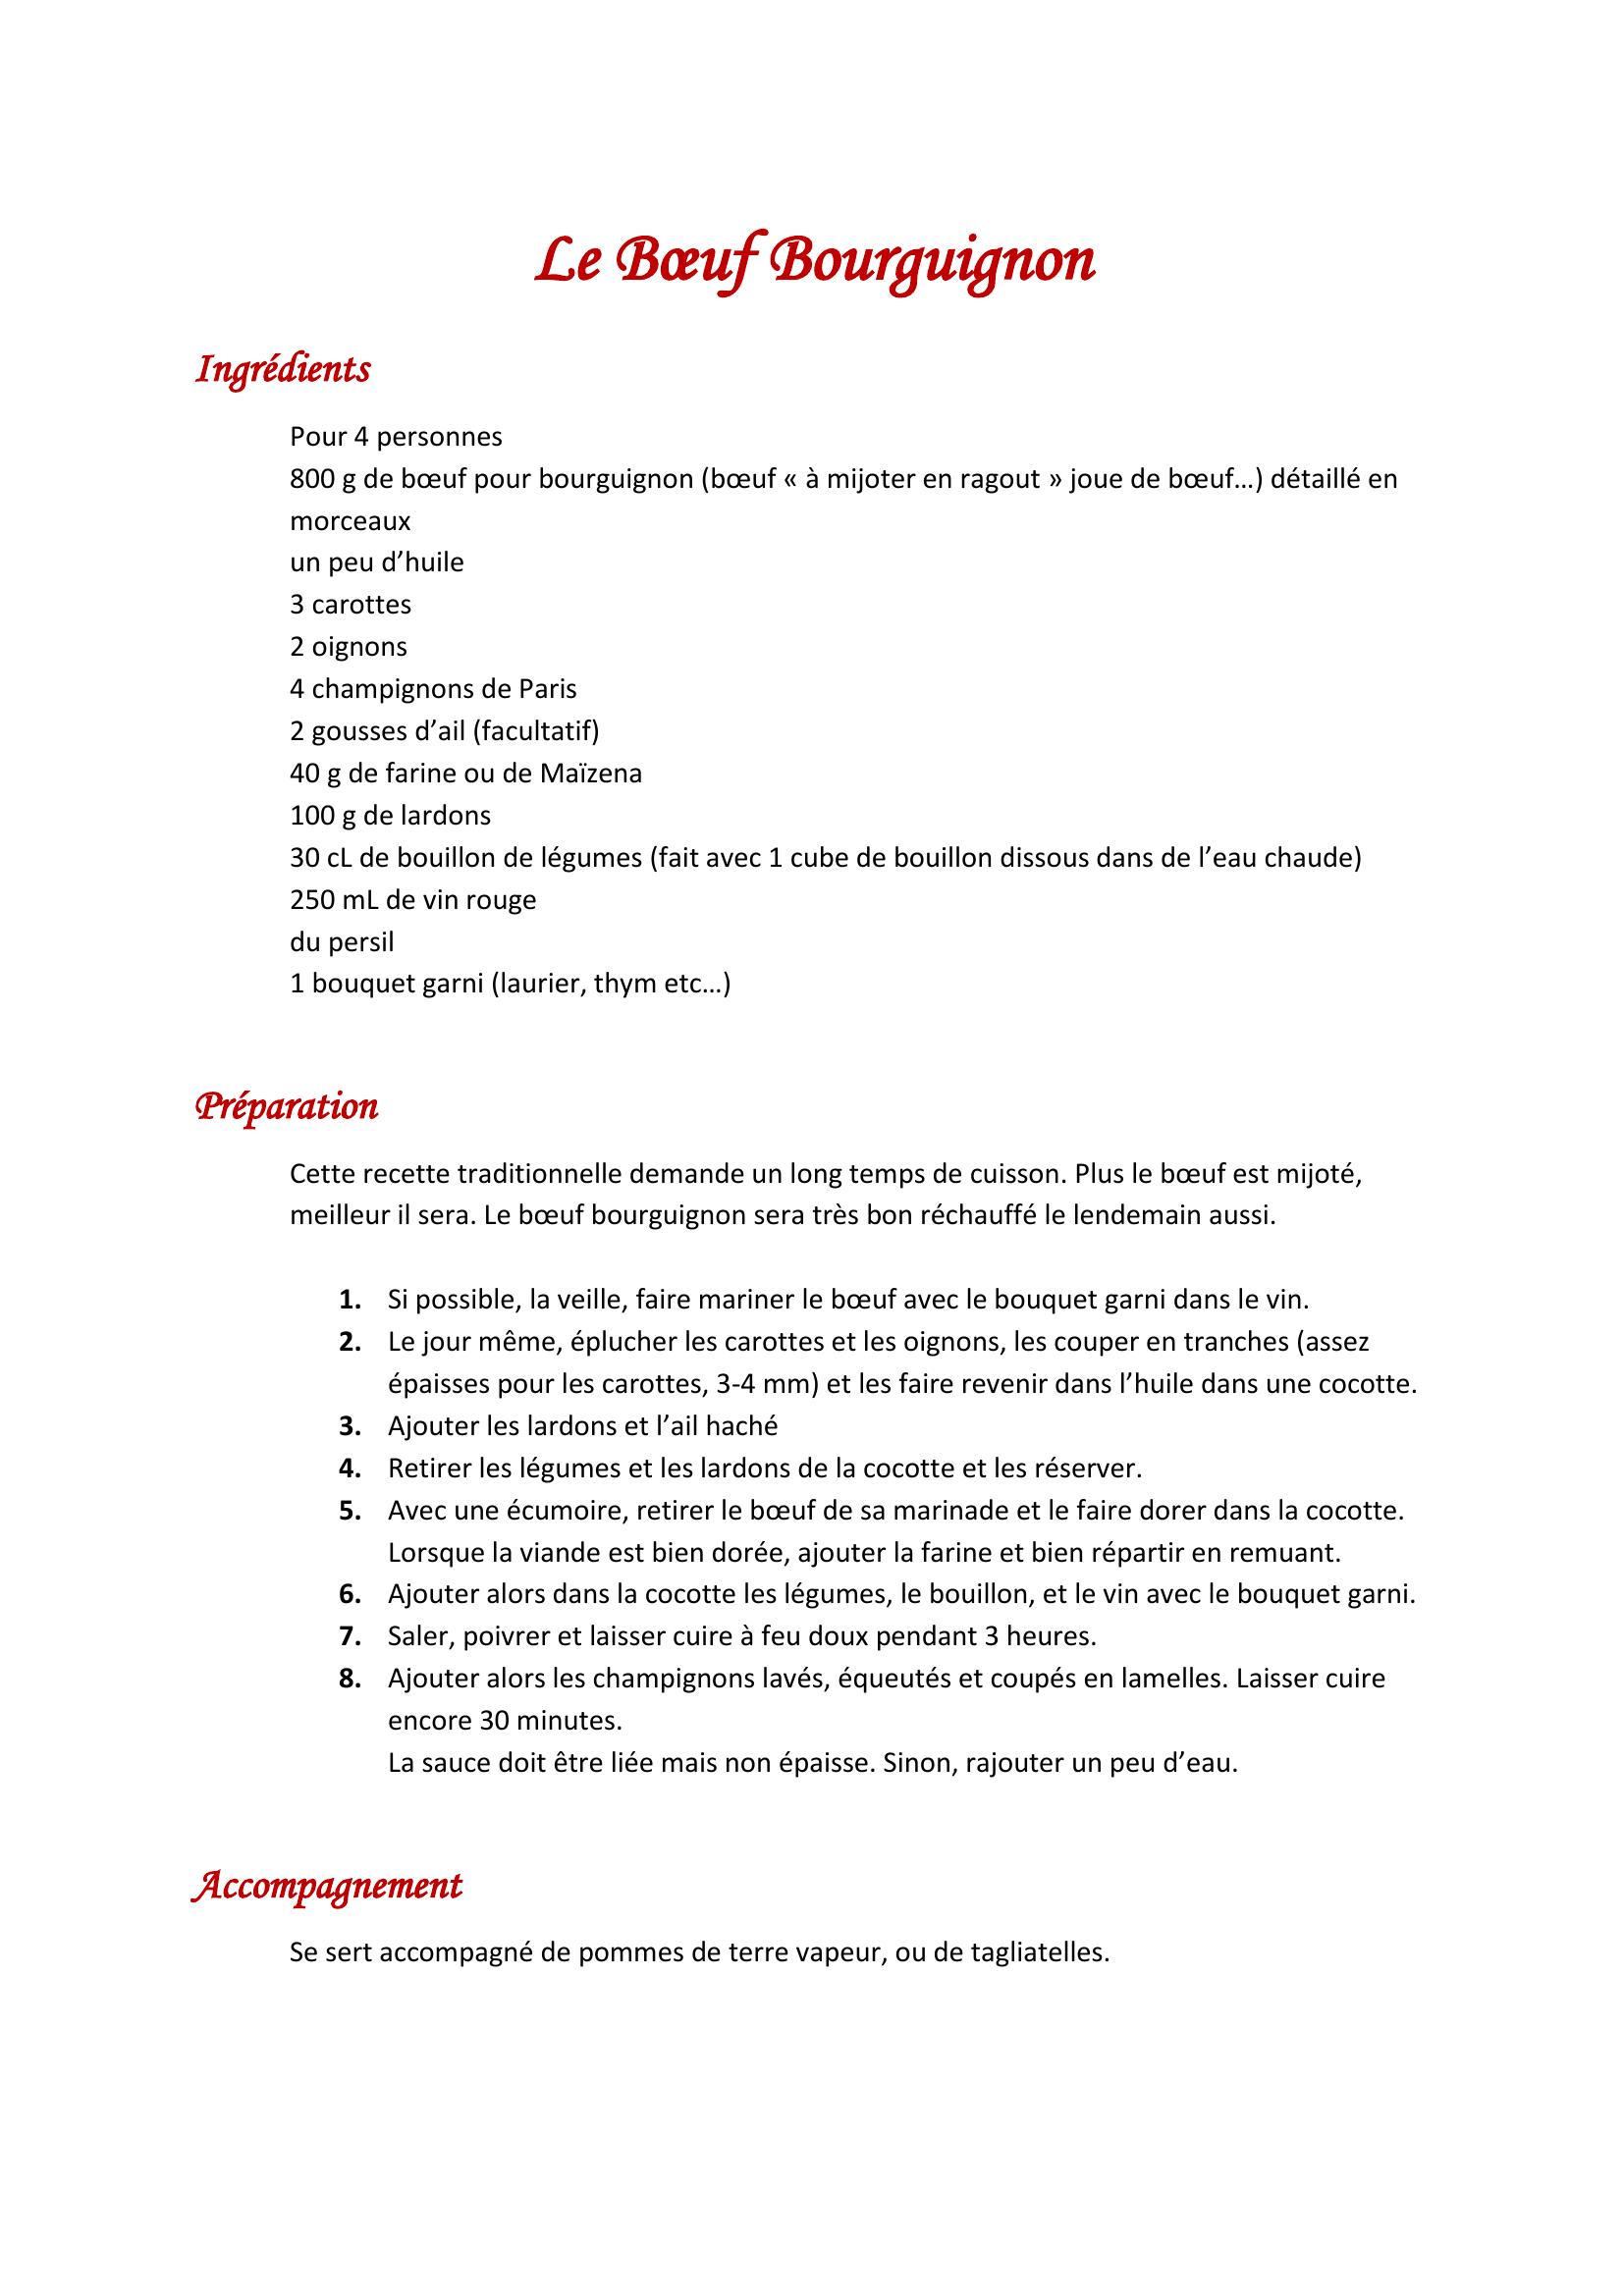 Le Bœuf Bourguignon
Ingrédients
Pour 4 personnes
800 g de bœuf pour bourguignon (bœuf « à mijoter en ragout » joue de bœuf…) détaillé en
morceaux
un peu d’huile
3 carottes
2 oignons
4 champignons de Paris
2 gousses d’ail (facultatif)
40 g de farine ou de Maïzena
100 g de lardons
30 cL de bouillon de légumes (fait avec 1 cube de bouillon dissous dans de l’eau chaude)
250 mL de vin rouge
du persil
1 bouquet garni (laurier, thym etc…)
Préparation
Cette recette traditionnelle demande un long temps de cuisson. Plus le bœuf est mijoté,
meilleur il sera. Le bœuf bourguignon sera très bon réchauffé le lendemain aussi.
1. Si possible, la veille, faire mariner le bœuf avec le bouquet garni dans le vin.
2. Le jour même, éplucher les carottes et les oignons, les couper en tranches (assez
épaisses pour les carottes, 3-4 mm) et les faire revenir dans l’huile dans une cocotte.
3. Ajouter les lardons et l’ail haché
4. Retirer les légumes et les lardons de la cocotte et les réserver.
5. Avec une écumoire, retirer le bœuf de sa marinade et le faire dorer dans la cocotte.
Lorsque la viande est bien dorée, ajouter la farine et bien répartir en remuant.
6. Ajouter alors dans la cocotte les légumes, le bouillon, et le vin avec le bouquet garni.
7. Saler, poivrer et laisser cuire à feu doux pendant 3 heures.
8. Ajouter alors les champignons lavés, équeutés et coupés en lamelles. Laisser cuire
encore 30 minutes.
La sauce doit être liée mais non épaisse. Sinon, rajouter un peu d’eau.
Accompagnement
Se sert accompagné de pommes de terre vapeur, ou de tagliatelles.